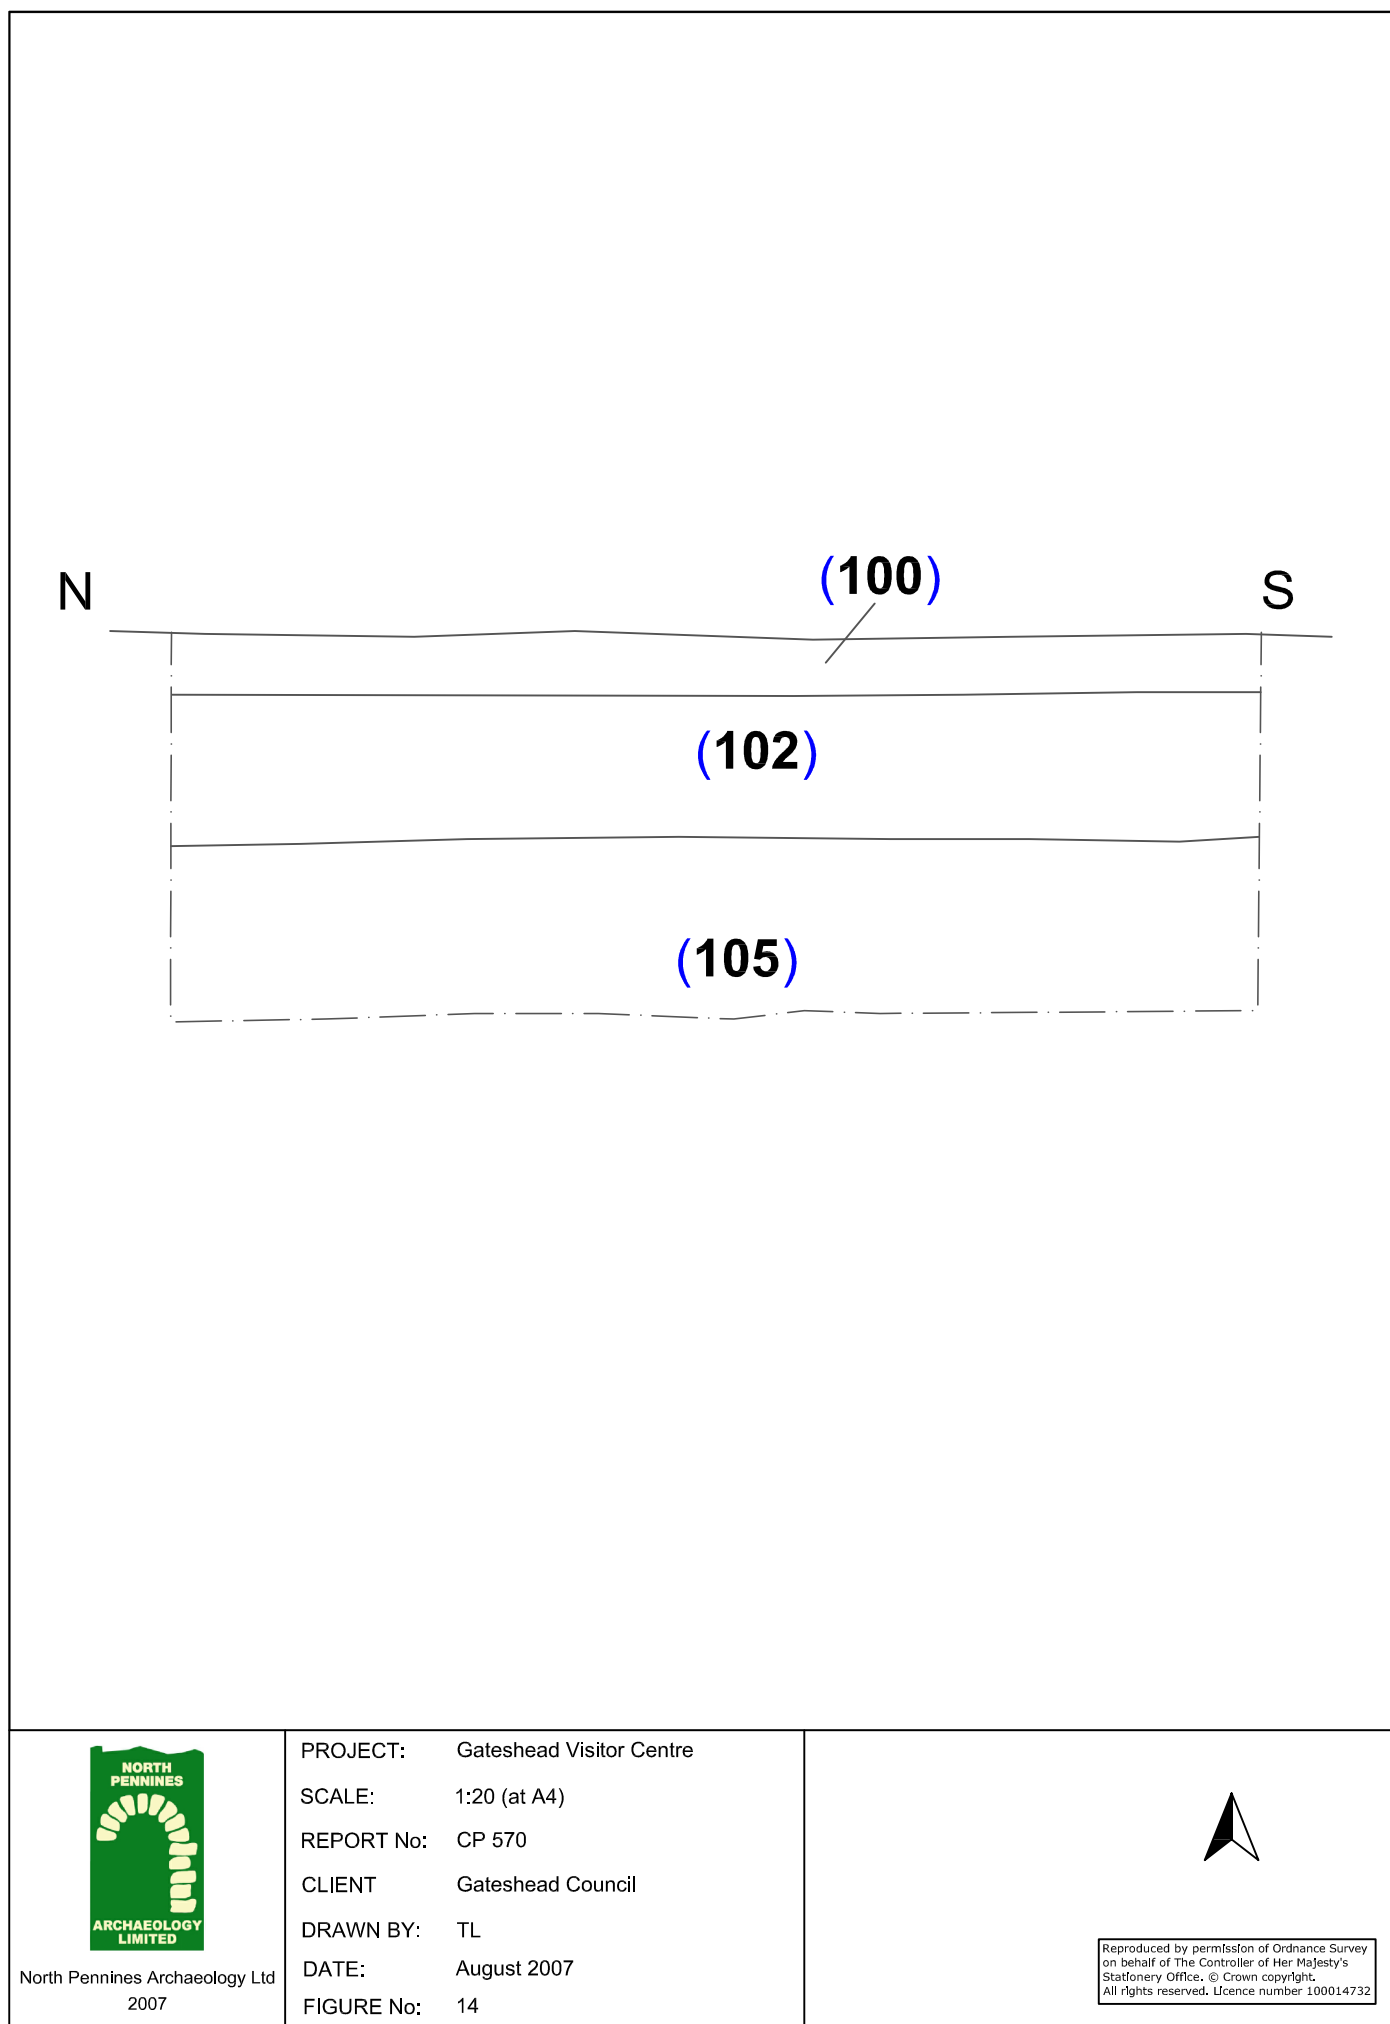 N
(100)
S
(102)
(105)
NORTH
PENNINES
ARCHAEOLOGY
LIMITED
North Pennines Archaeology Ltd
2007
PROJECT: Gateshead Visitor Centre
SCALE: 1:20 (at A4)
REPORT No: CP 570
CLIENT Gateshead Council
DRAWN BY: TL
DATE: August 2007
FIGURE No: 14
Reproduced by permission of Ordnance Survey
on behalf of The Controller of Her Majesty's
Stationery Office. © Crown copyright.
All rights reserved. Licence number 100014732